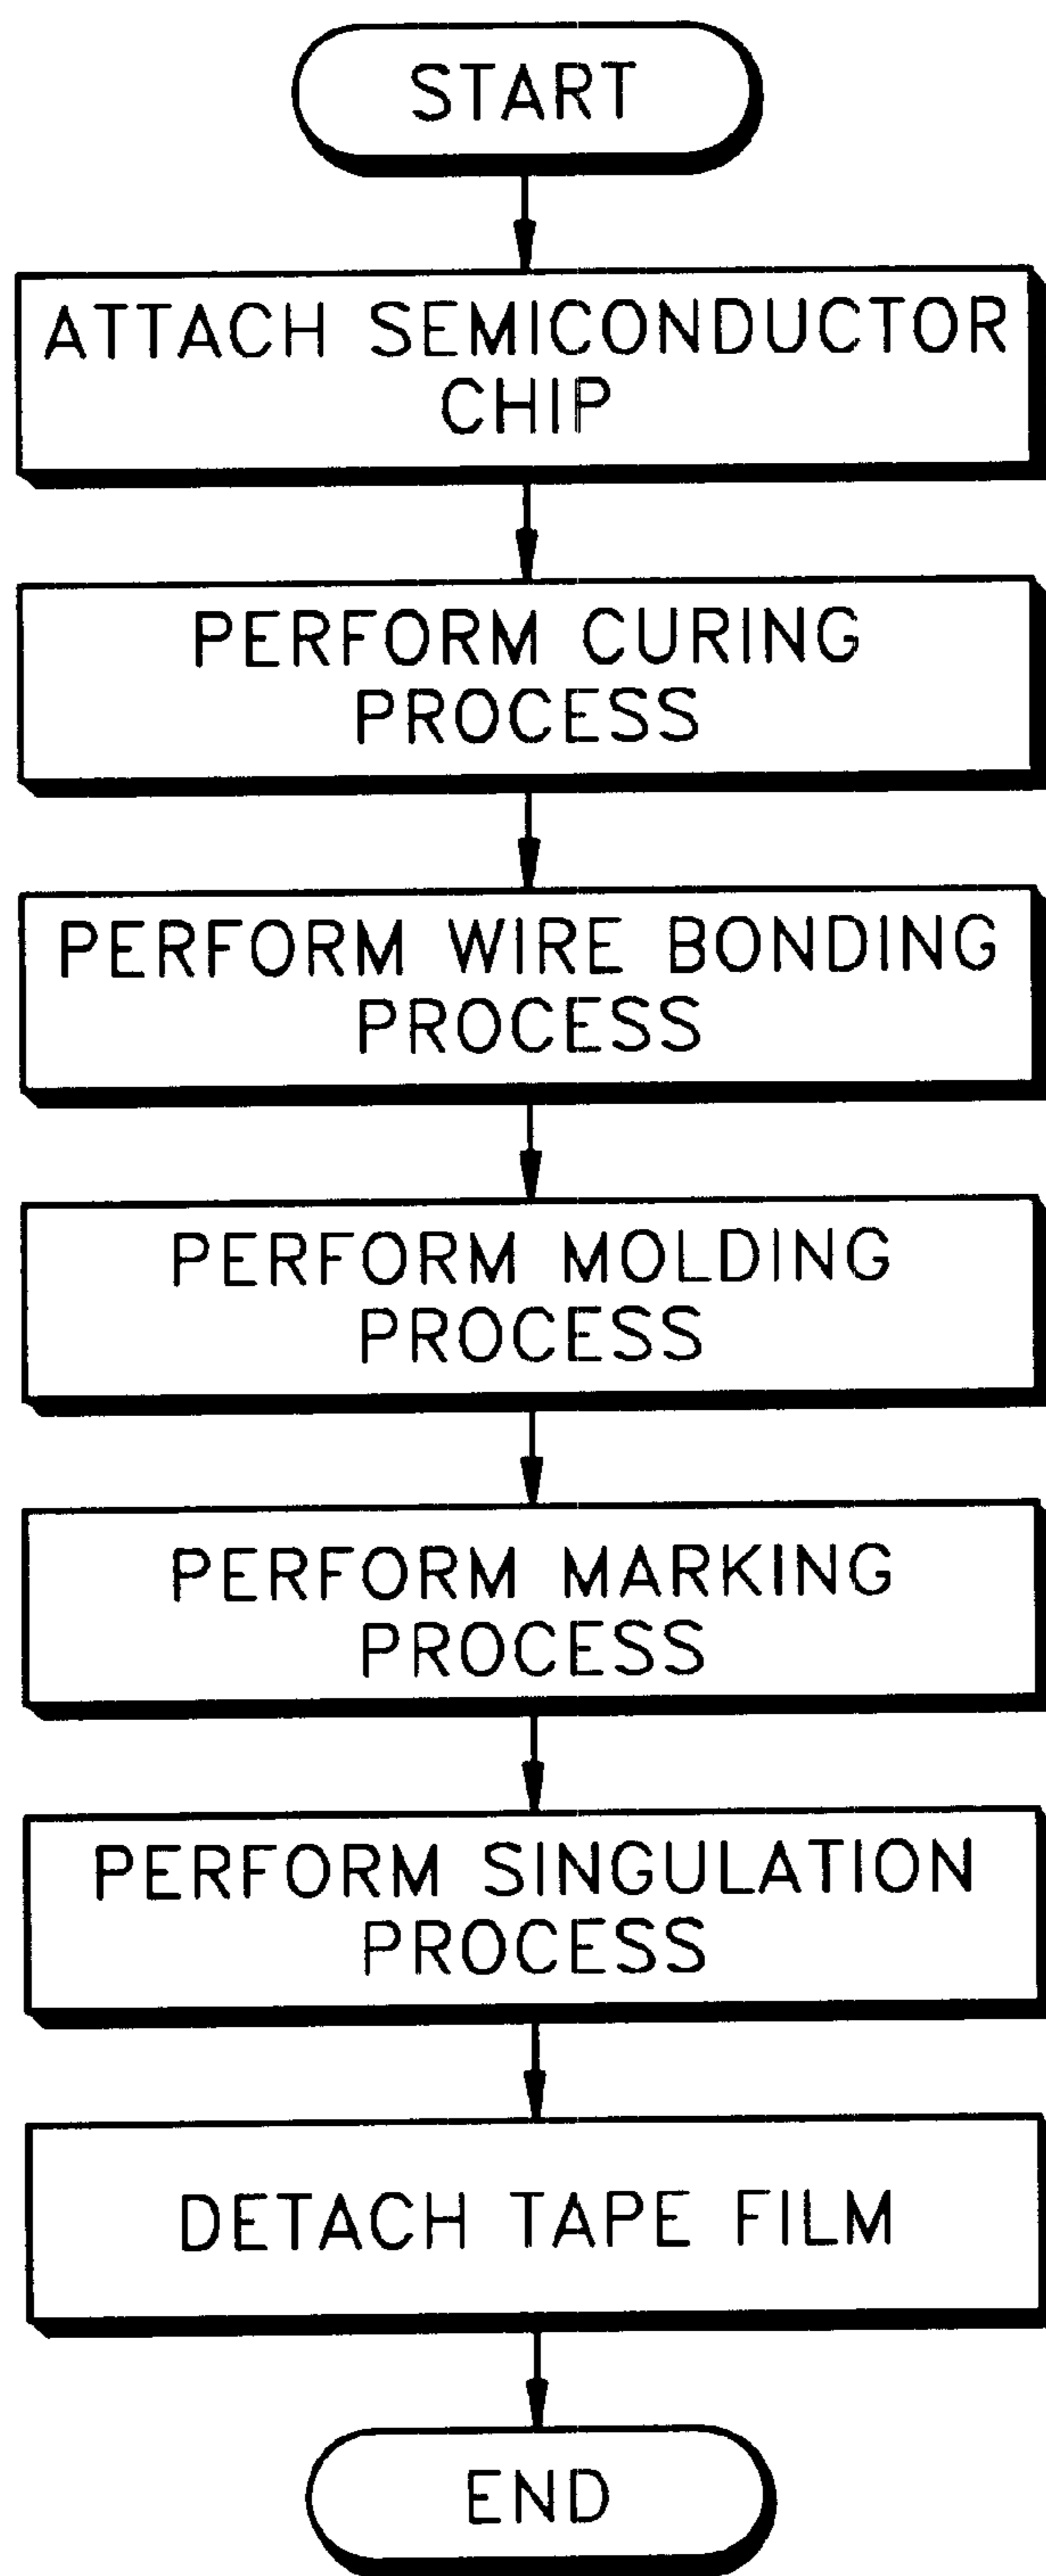 START
ATTACH SEMICONDUCTOR
CHIP
PERFORM CURING
PROCESS
PERFORM WIRE BONDING
PROCESS
PERFORM MOLDING
PROCESS
PERFORM MARKING
PROCESS
PERFORM SINGULATION
PROCESS
DETACH TAPE FILM
END